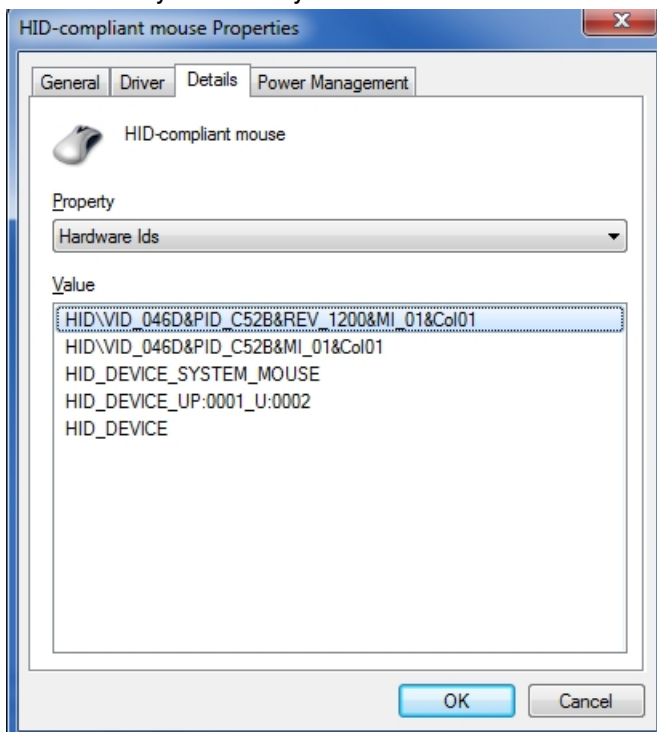 HID-compliant mouse Properties
General Driver Details Power Management
HID-compliant mouse
Property
Hardware Ids
Value
HID\VID_046D&PID_C52B&REV_1200&MI_01&Col01
HID\VID_046D&PID_C52B&MI_01&Col01
HID_DEVICE_SYSTEM_MOUSE
HID_DEVICE_UP:0001_U:0002
HID_DEVICE
OK Cancel